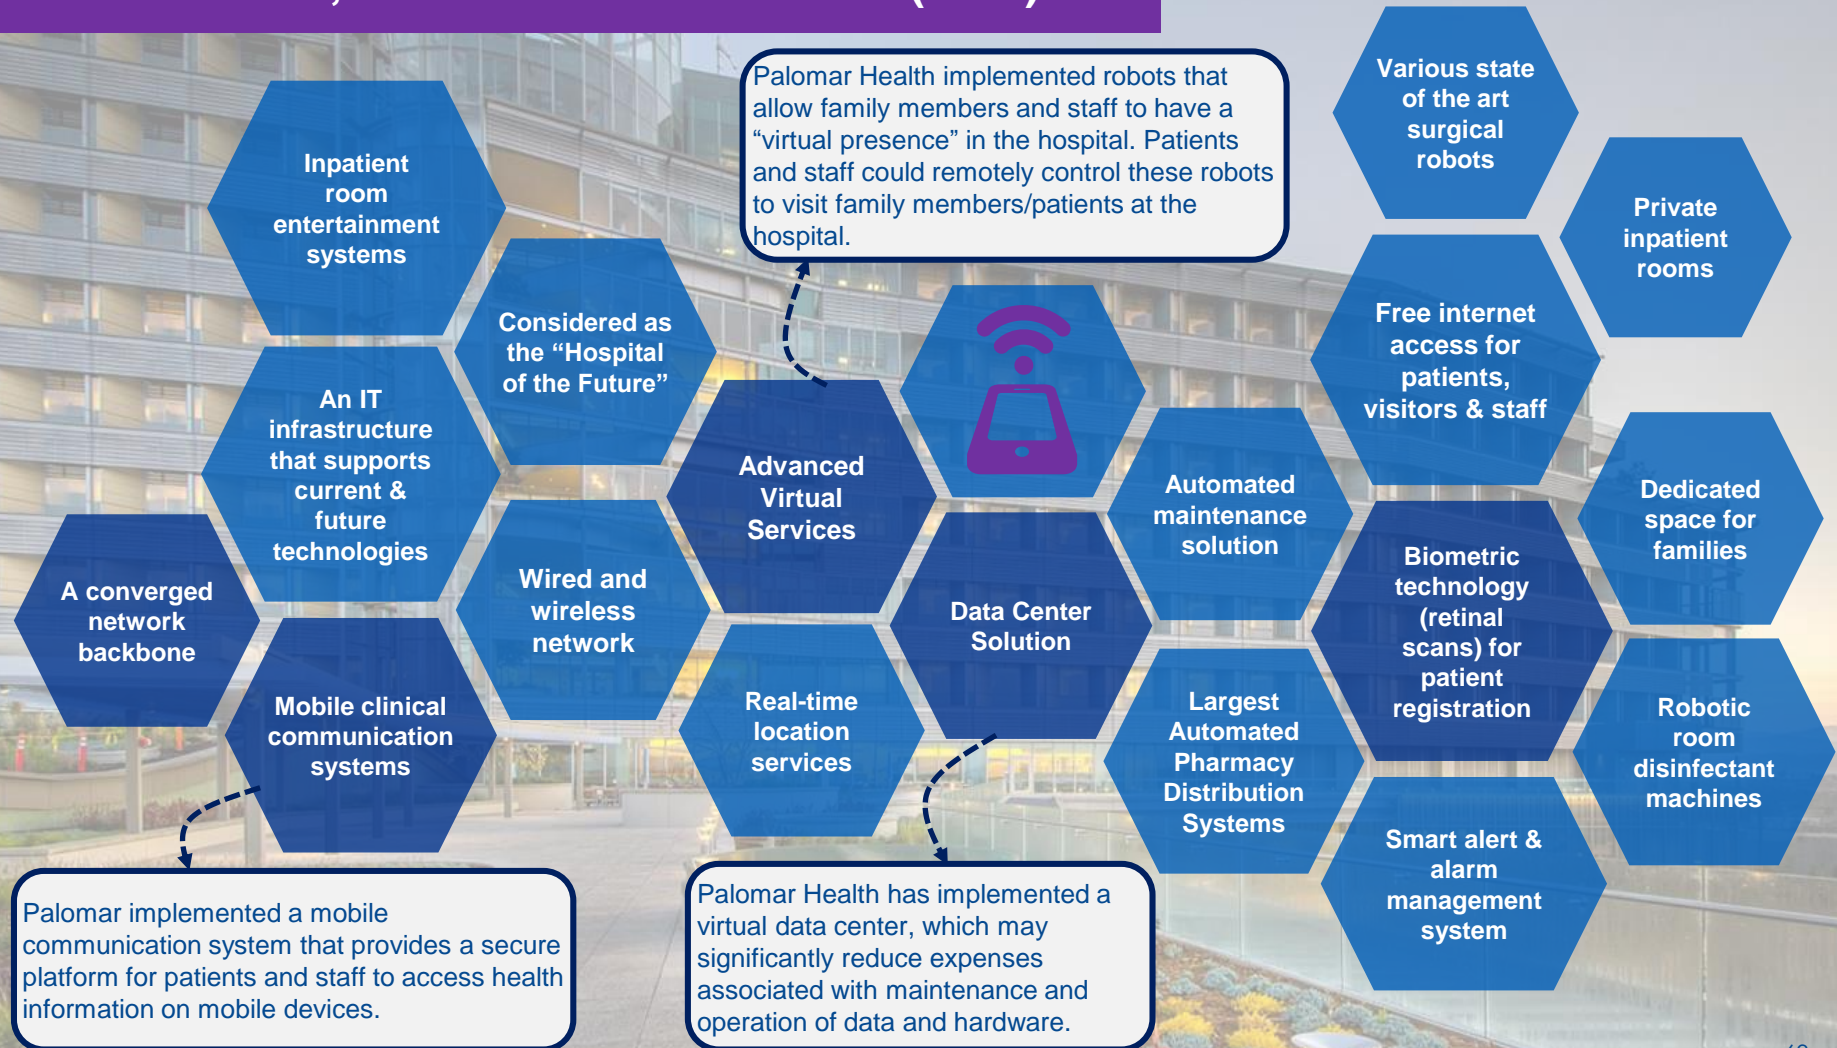 Palomar Health implemented robots that
allow family members and staff to have a
“virtual presence” in the hospital. Patients
and staff could remotely control these robots
to visit family members/patients at the
hospital.
Various state
of the art
surgical
robots
Inpatient
room
entertainment
systems
Private
inpatient
rooms
Considered as
the “Hospital
of the Future”
Free internet
access for
patients,
visitors & staff
An IT
infrastructure
that supports
current &
future
technologies
Advanced
Virtual
Services
Automated
maintenance
solution
Dedicated
space for
families
A converged
network
backbone
Wired and
wireless
network
Data Center
Solution
Biometric
technology
(retinal
scans) for
patient
registration
Mobile clinical
communication
systems
Real-time
location
services
Largest
Automated
Pharmacy
Distribution
Systems
Robotic
room
disinfectant
machines
Smart alert &
alarm
management
system
Palomar implemented a mobile
communication system that provides a secure
platform for patients and staff to access health
information on mobile devices.
Palomar Health has implemented a
virtual data center, which may
significantly reduce expenses
associated with maintenance and
operation of data and hardware.